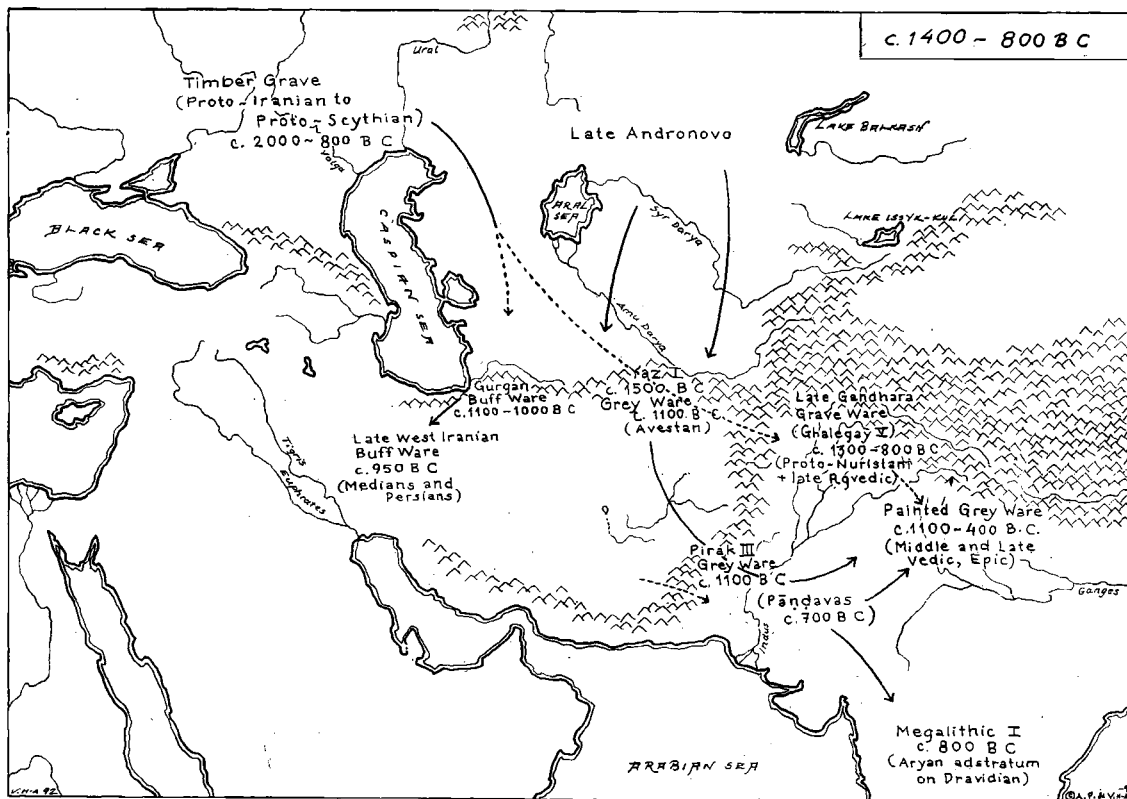 c. 1400 – 800 B C
Ural
Timber Grave
(Proto-Iranian to
Proto-Scythian)
c. 2000–800 B C
Volga
Late Andronovo
LAKE BALKASH
ARAL
SEA
Syr Darya
LAKE ISSYK-KUL
BLACK SEA
CASPIAN SEA
Amu Darya
Gurgan
Buff Ware
c. 1100–1000 B C
Yaz I
c. 1500 B C
Grey Ware
c. 1100 B C
(Avestan)
Late Gandhara
Grave Ware
(Ghalegay V)
c. 1300–800 B C
(Proto-Nuristani
+ late Ṛgvedic)
Late West Iranian
Buff Ware
c. 950 B C
(Medians and
Persians)
Tigris
Euphrates
Painted Grey Ware
c. 1100–400 B.C.
(Middle and Late
Vedic, Epic)
Pirak III
Grey Ware
c. 1100 B C
Ganges
(Pāṇḍavas
c. 700 B C)
Indus
Megalithic I
c. 800 B C
(Aryan adstratum
on Dravidian)
ARABIAN SEA
V.H-A 92